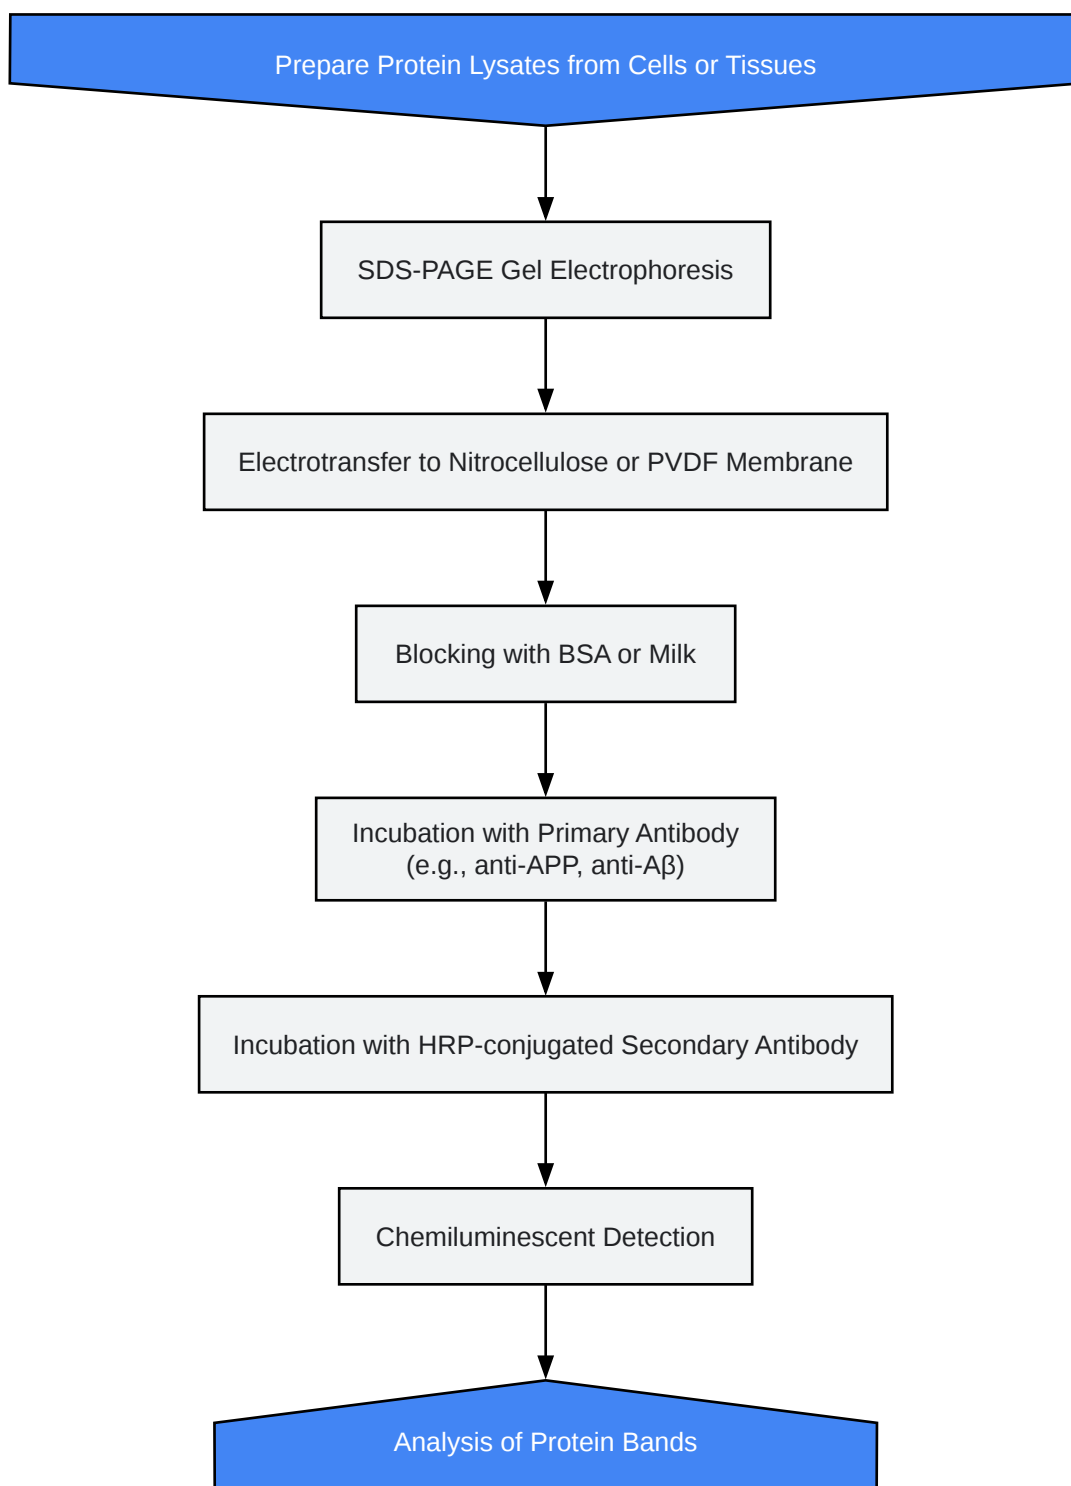 Prepare Protein Lysates from Cells or Tissues
SDS-PAGE Gel Electrophoresis
Electrotransfer to Nitrocellulose or PVDF Membrane
Blocking with BSA or Milk
Incubation with Primary Antibody
(e.g., anti-APP, anti-Aβ)
Incubation with HRP-conjugated Secondary Antibody
Chemiluminescent Detection
Analysis of Protein Bands